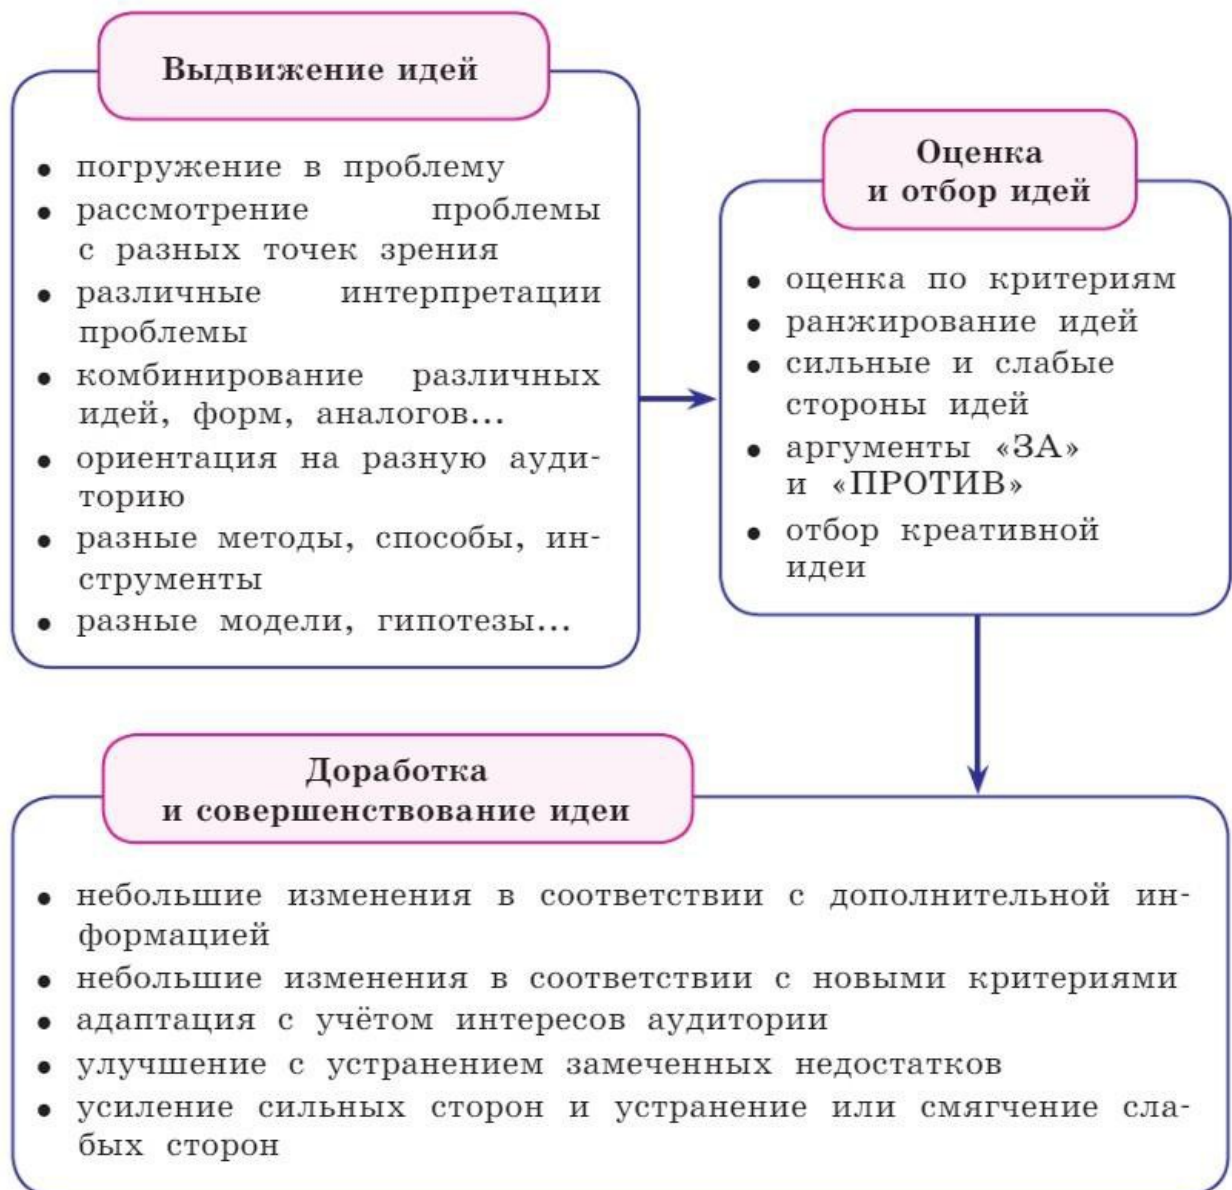 Выдвижение идей
• погружение в проблему
• рассмотрение проблемы
с разных точек зрения
• различные интерпретации
проблемы
• комбинирование различных
идей, форм, аналогов...
• ориентация на разную ауди-
торию
• разные методы, способы, ин-
струменты
• разные модели, гипотезы...
Оценка
и отбор идей
• оценка по критериям
• ранжирование идей
• сильные и слабые
стороны идей
• аргументы «ЗА»
и «ПРОТИВ»
• отбор креативной
идеи
Доработка
и совершенствование идеи
• небольшие изменения в соответствии с дополнительной ин-
формацией
• небольшие изменения в соответствии с новыми критериями
• адаптация с учётом интересов аудитории
• улучшение с устранением замеченных недостатков
• усиление сильных сторон и устранение или смягчение сла-
бых сторон